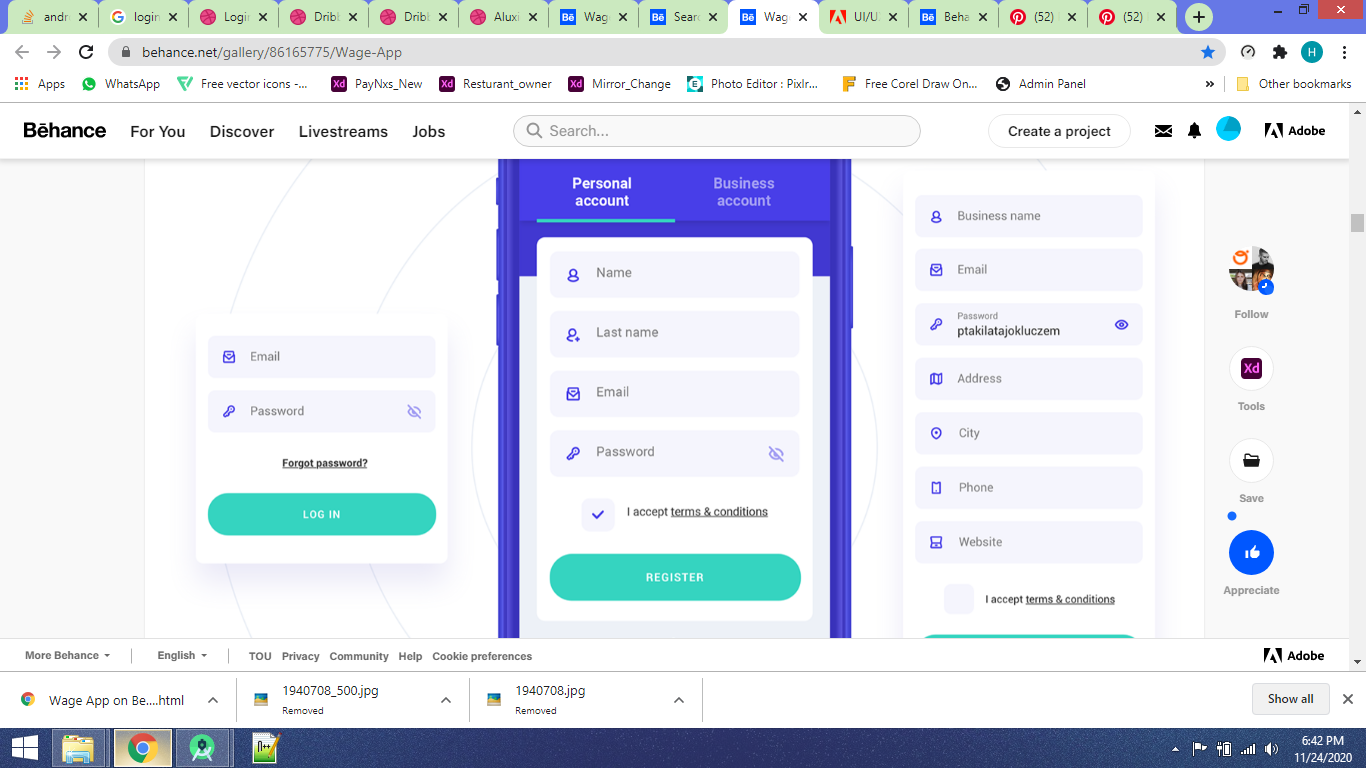 andr
login
Login
Dribb
Dribb
Aluxi
Wage
Searc
Wage
UI/U
Beha
(52)
(52)
behance.net/gallery/86165775/Wage-App
H
Apps
WhatsApp
Free vector icons -...
PayNxs_New
Resturant_owner
Mirror_Change
Photo Editor : Pixlr...
Free Corel Draw On...
Admin Panel
»
Other bookmarks
Bēhance
For You
Discover
Livestreams
Jobs
Search...
Create a project
Adobe
Personal account
Business account
Name
Last name
Email
Password
I accept terms & conditions
REGISTER
Email
Password
Forgot password?
LOG IN
Business name
Email
Password
ptakilatajokluczem
Address
City
Phone
Website
I accept terms & conditions
Follow
Xd
Tools
Save
Appreciate
More Behance
English
TOU
Privacy
Community
Help
Cookie preferences
Adobe
Wage App on Be....html
1940708_500.jpg
Removed
1940708.jpg
Removed
Show all
6:42 PM
11/24/2020